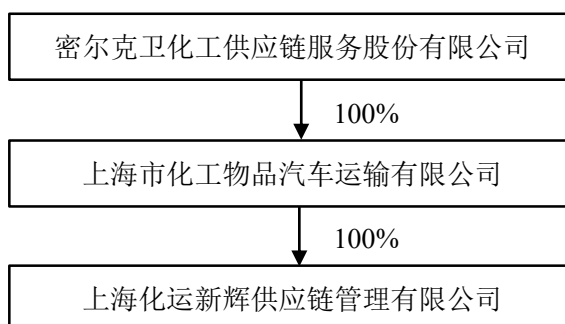 密尔克卫化工供应链服务股份有限公司
100%
上海市化工物品汽车运输有限公司
100%
上海化运新辉供应链管理有限公司